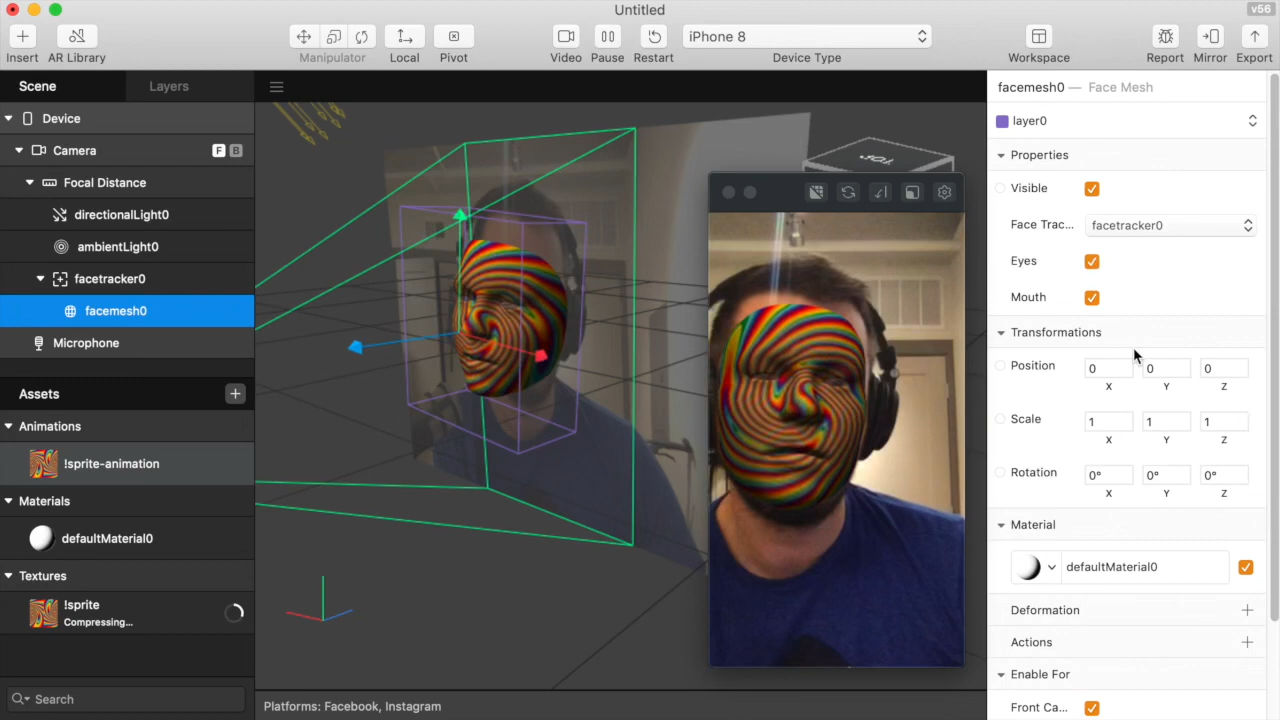 Untitled
v56
Insert
AR Library
Manipulator
Local
Pivot
Video
Pause
Restart
iPhone 8
Device Type
Workspace
Report
Mirror
Export
Scene
Layers
Device
Camera
F
B
Focal Distance
directionalLight0
ambientLight0
facetracker0
facemesh0
Microphone
Assets
Animations
!sprite-animation
Materials
defaultMaterial0
Textures
!sprite
Compressing...
Search
Platforms: Facebook, Instagram
facemesh0 — Face Mesh
layer0
Properties
Visible
Face Trac... facetracker0
Eyes
Mouth
Transformations
Position 0 0 0
X Y Z
Scale 1 1 1
X Y Z
Rotation 0° 0° 0°
X Y Z
Material
defaultMaterial0
Deformation
Actions
Enable For
Front Ca...